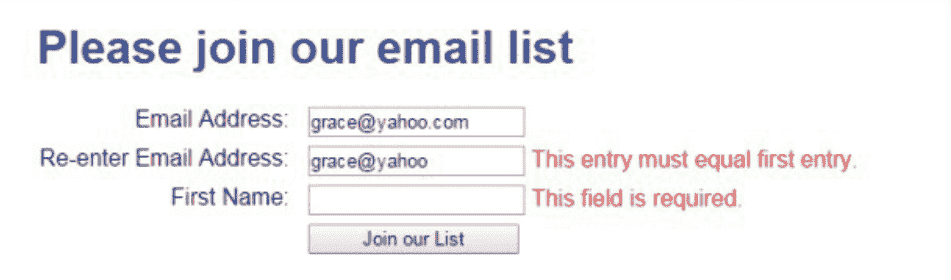 Please join our email list
Email Address: grace@yahoo.com
Re-enter Email Address: grace@yahoo This entry must equal first entry.
First Name: This field is required.
Join our List